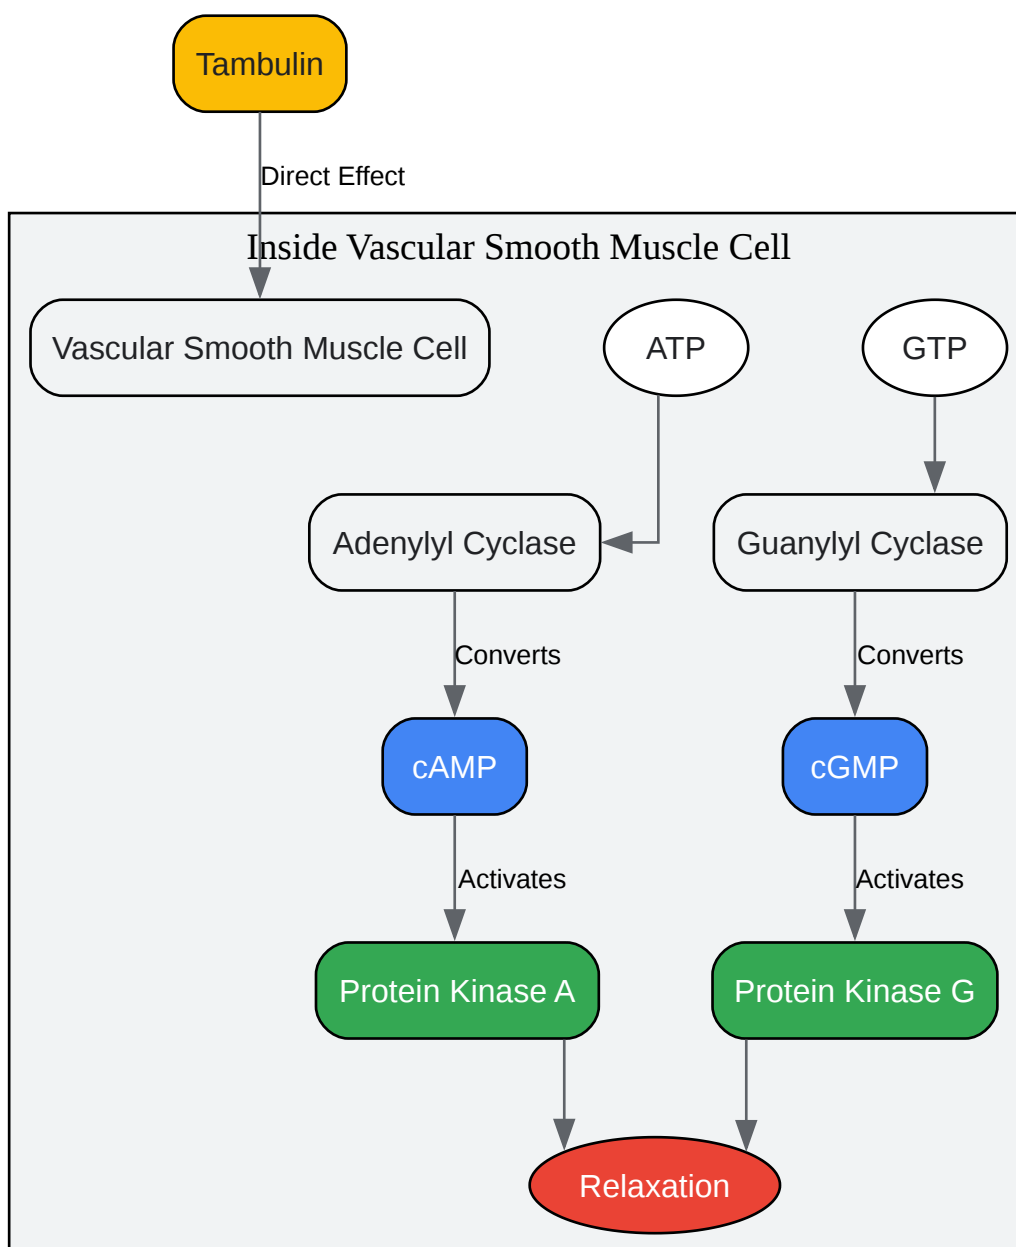 Tambulin
Direct Effect
Inside Vascular Smooth Muscle Cell
Vascular Smooth Muscle Cell
ATP
GTP
Adenylyl Cyclase
Guanylyl Cyclase
Converts
Converts
cAMP
cGMP
Activates
Activates
Protein Kinase A
Protein Kinase G
Relaxation